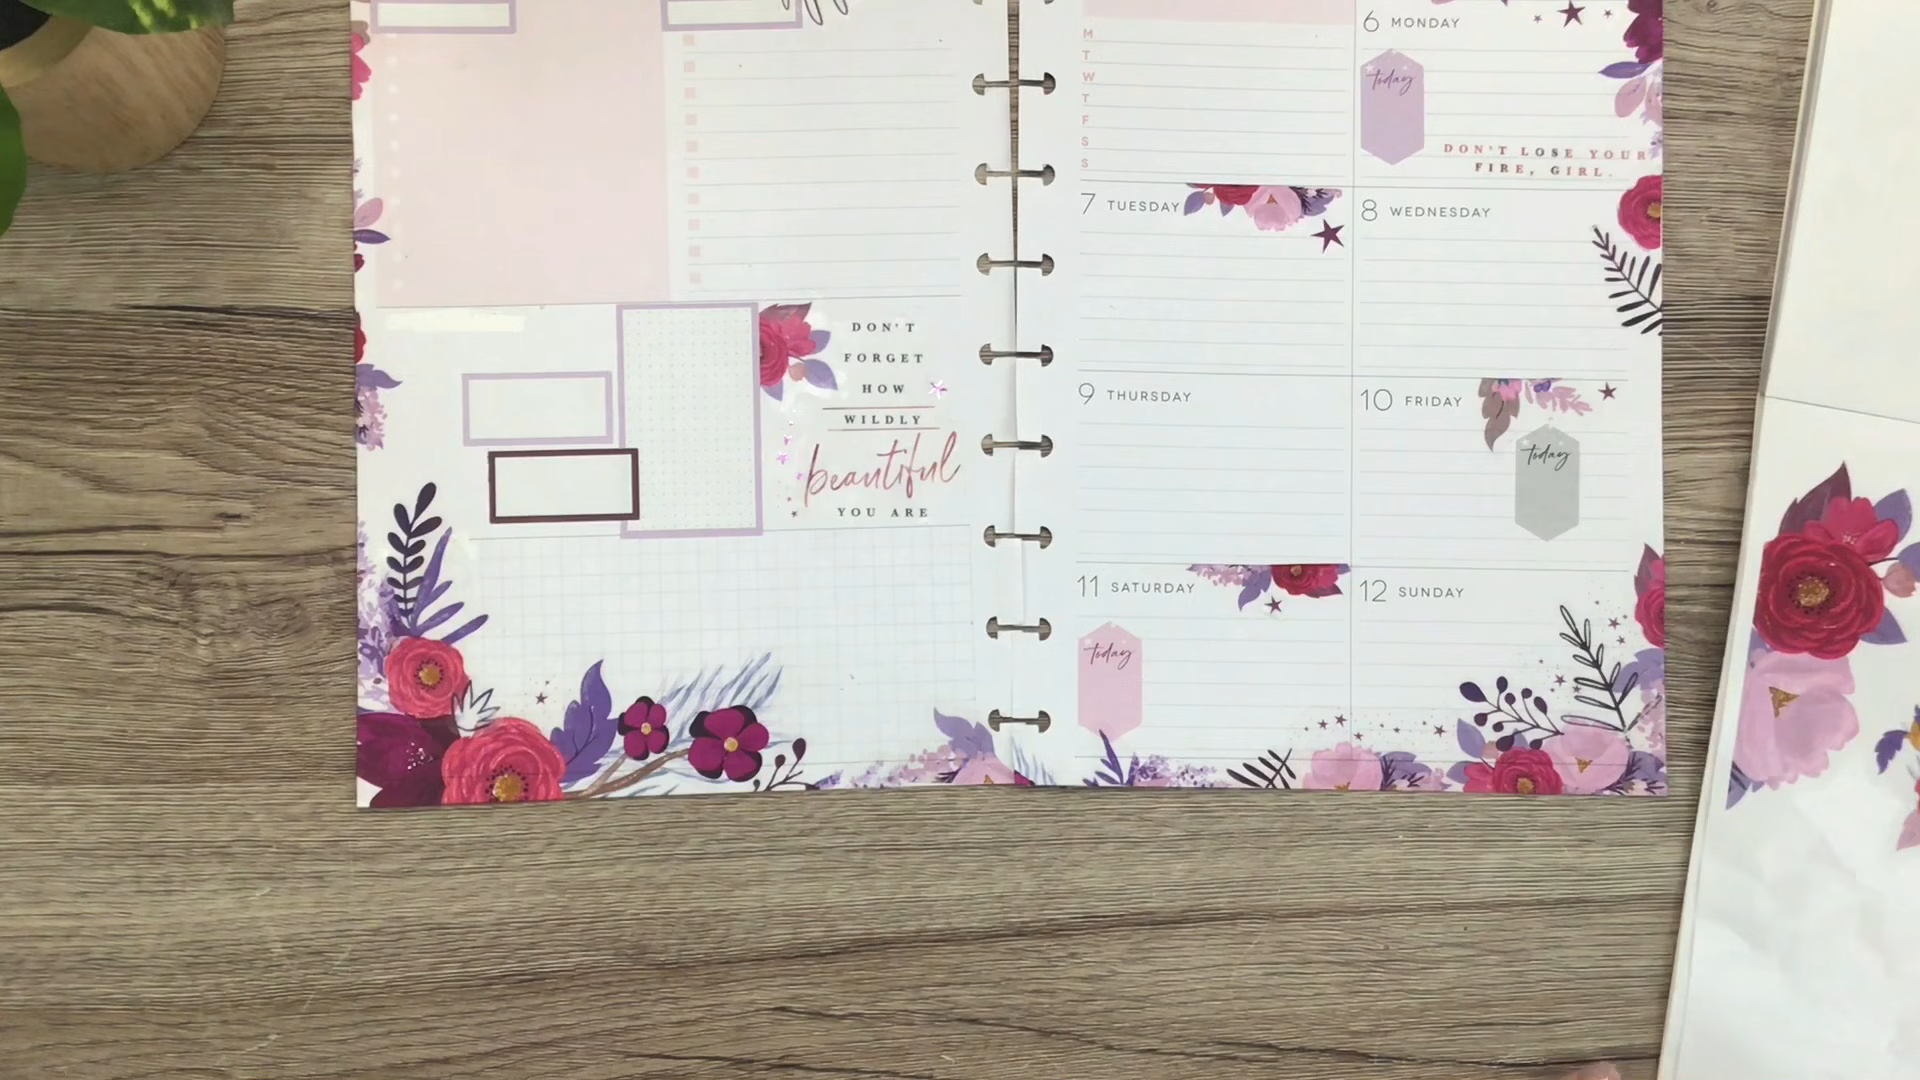 DON'T
FORGET
HOW
WILDLY
beautiful
YOU ARE
M
T
W
T
F
S
S
6 MONDAY
today
DON'T LOSE YOUR
FIRE, GIRL.
7 TUESDAY
8 WEDNESDAY
9 THURSDAY
10 FRIDAY
today
11 SATURDAY
today
12 SUNDAY